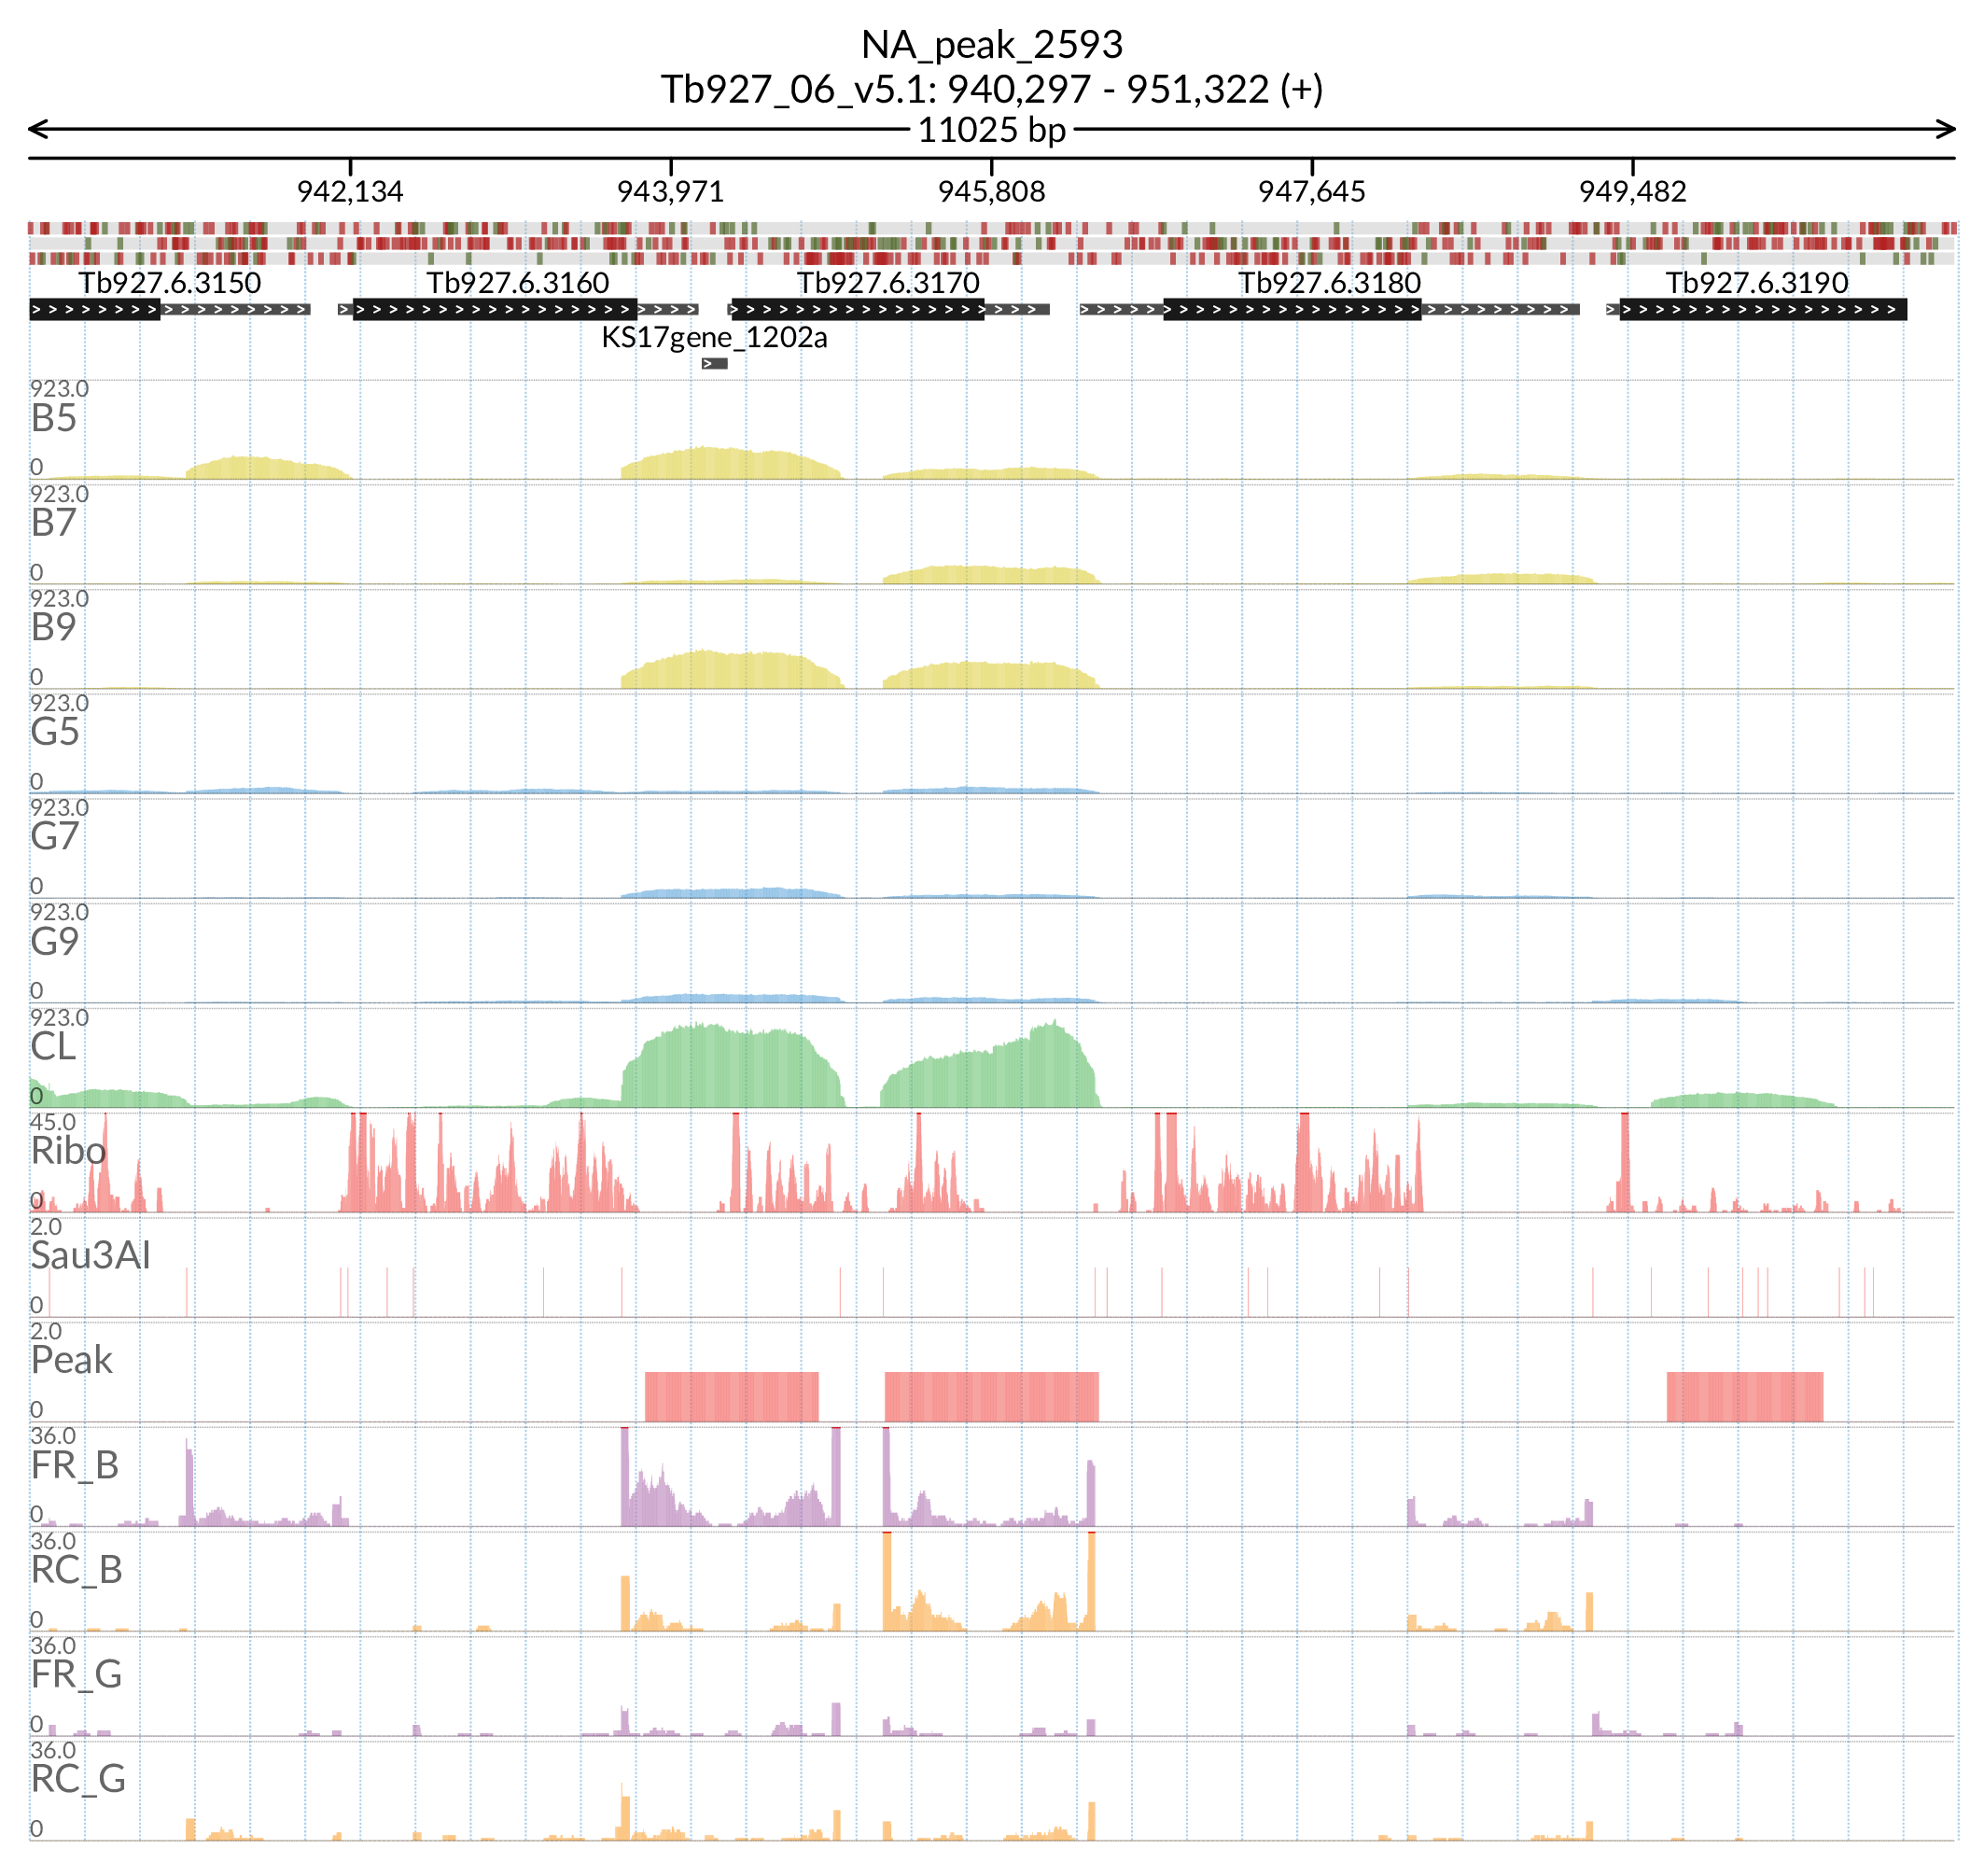 NA_peak_2593
Tb927_06_v5.1: 940,297 - 951,322 (+)
11025 bp
942,134 943,971 945,808 947,645 949,482
Tb927.6.3150 Tb927.6.3160 Tb927.6.3170 Tb927.6.3180 Tb927.6.3190
KS17gene_1202a
923.0
B5
0
923.0
B7
0
923.0
B9
0
923.0
G5
0
923.0
G7
0
923.0
G9
0
923.0
CL
0
45.0
Ribo
0
2.0
Sau3AI
0
2.0
Peak
0
36.0
FR_B
0
36.0
RC_B
0
36.0
FR_G
0
36.0
RC_G
0